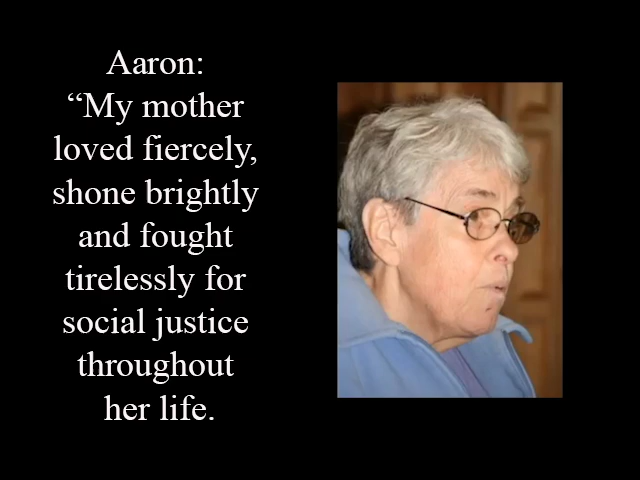 Aaron:
“My mother
loved fiercely,
shone brightly
and fought
tirelessly for
social justice
throughout
her life.